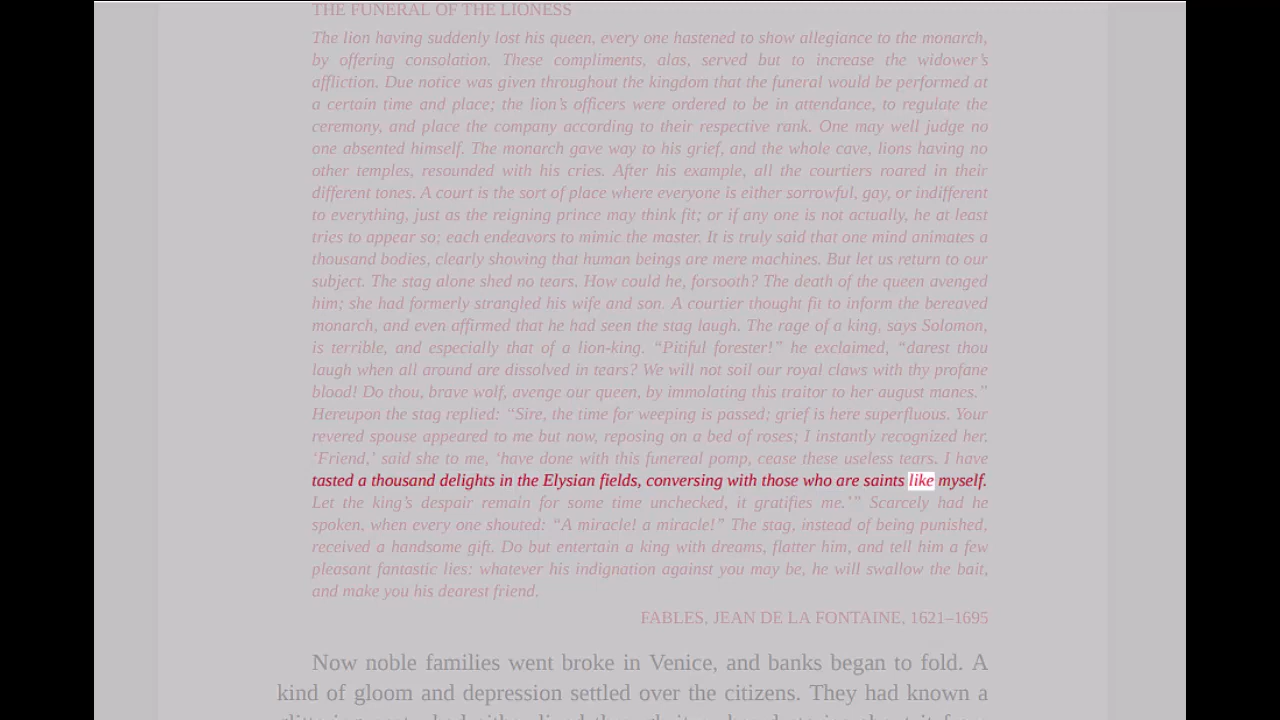 THE FUNERAL OF THE LIONESS
The lion having suddenly lost his queen, every one hastened to show allegiance to the monarch,
by offering consolation. These compliments, alas, served but to increase the widower’s
affliction. Due notice was given throughout the kingdom that the funeral would be performed at
a certain time and place; the lion’s officers were ordered to be in attendance, to regulate the
ceremony, and place the company according to their respective rank. One may well judge no
one absented himself. The monarch gave way to his grief, and the whole cave, lions having no
other temples, resounded with his cries. After his example, all the courtiers roared in their
different tones. A court is the sort of place where everyone is either sorrowful, gay, or indifferent
to everything, just as the reigning prince may think fit; or if any one is not actually, he at least
tries to appear so; each endeavors to mimic the master. It is truly said that one mind animates a
thousand bodies, clearly showing that human beings are mere machines. But let us return to our
subject. The stag alone shed no tears. How could he, forsooth? The death of the queen avenged
him; she had formerly strangled his wife and son. A courtier thought fit to inform the bereaved
monarch, and even affirmed that he had seen the stag laugh. The rage of a king, says Solomon,
is terrible, and especially that of a lion-king. “Pitiful forester!” he exclaimed, “darest thou
laugh when all around are dissolved in tears? We will not soil our royal claws with thy profane
blood! Do thou, brave wolf, avenge our queen, by immolating this traitor to her august manes.”
Hereupon the stag replied: “Sire, the time for weeping is passed; grief is here superfluous. Your
revered spouse appeared to me but now, reposing on a bed of roses; I instantly recognized her.
‘Friend,’ said she to me, ‘have done with this funereal pomp, cease these useless tears. I have
tasted a thousand delights in the Elysian fields, conversing with those who are saints like myself.
Let the king’s despair remain for some time unchecked, it gratifies me.’” Scarcely had he
spoken, when every one shouted: “A miracle! a miracle!” The stag, instead of being punished,
received a handsome gift. Do but entertain a king with dreams, flatter him, and tell him a few
pleasant fantastic lies: whatever his indignation against you may be, he will swallow the bait,
and make you his dearest friend.
FABLES, JEAN DE LA FONTAINE, 1621–1695
Now noble families went broke in Venice, and banks began to fold. A
kind of gloom and depression settled over the citizens. They had known a